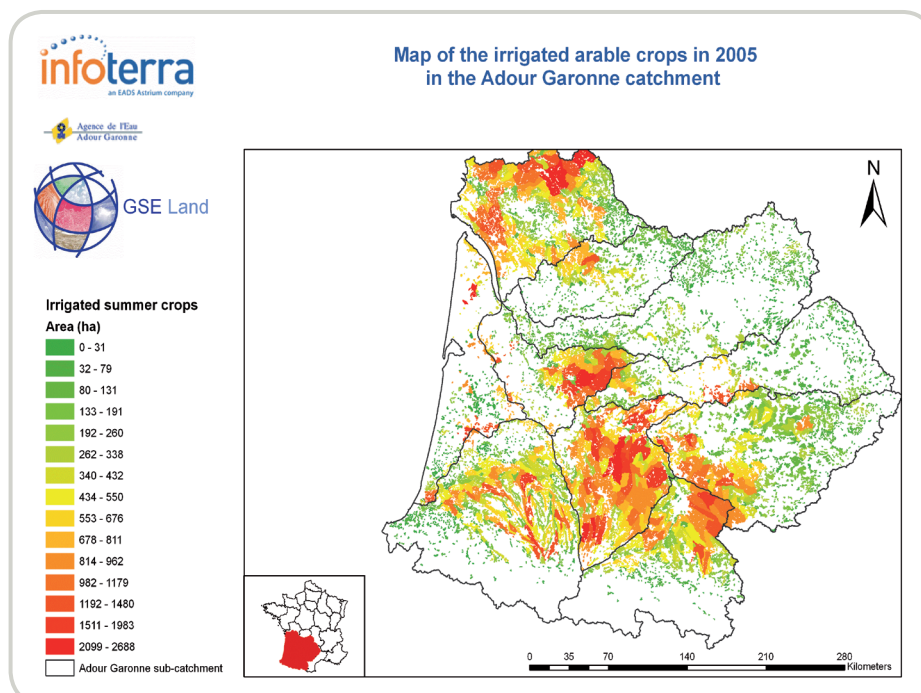 infoterra
an EADS Astrium company
Agence de l'Eau
Adour Garonne
GSE Land
Map of the irrigated arable crops in 2005
in the Adour Garonne catchment
N
Irrigated summer crops
Area (ha)
0 - 31
32 - 79
80 - 131
133 - 191
192 - 260
262 - 338
340 - 432
434 - 550
553 - 676
678 - 811
814 - 962
982 - 1179
1192 - 1480
1511 - 1983
2099 - 2688
Adour Garonne sub-catchment
0 35 70 140 210 280
Kilometers